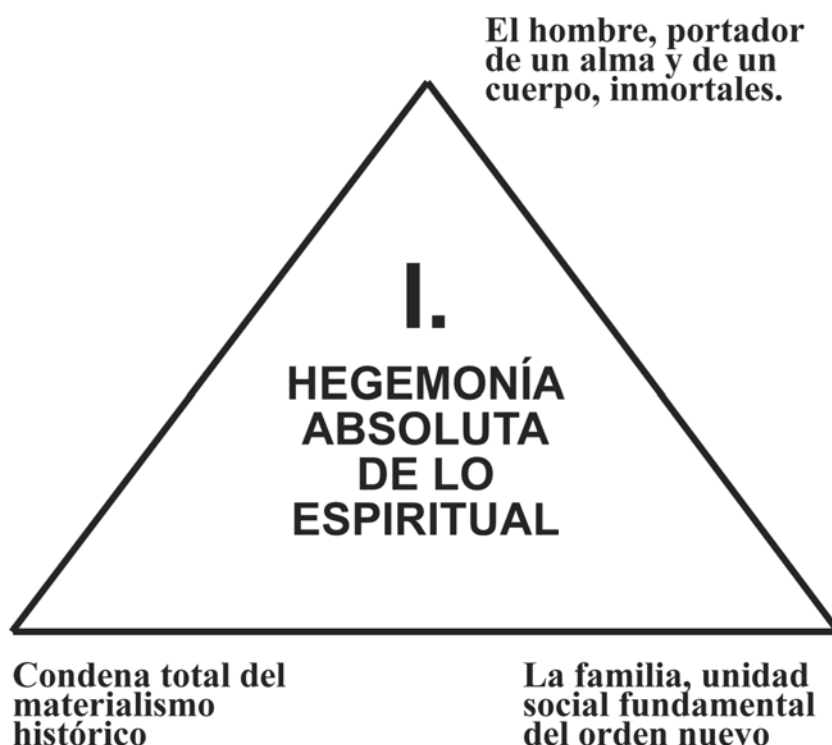 El hombre, portador
de un alma y de un
cuerpo, inmortales.
I.
HEGEMONÍA
ABSOLUTA
DE LO
ESPIRITUAL
Condena total del
materialismo
histórico
La familia, unidad
social fundamental
del orden nuevo